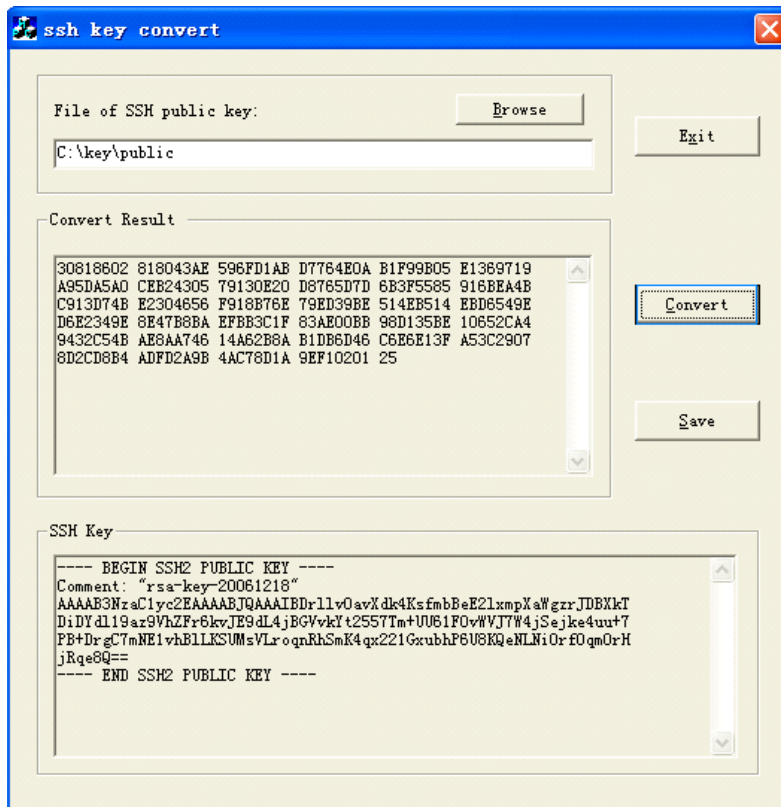 ssh key convert
File of SSH public key:
Browse
C:\key\public
Exit
Convert Result
30818602 818043AE 596FD1AB D7764E0A B1F99B05 E1369719
A95DA5A0 CEB24305 79130E20 D8765D7D 6B3F5585 916BEA4B
C913D74B E2304656 F918B76E 79ED39BE 514EB514 EBD6549E
D6E2349E 8E47B8BA EFBB3C1F 83AE00BB 98D135BE 10652CA4
9432C54B AE8AA746 14A62B8A B1DB6D46 C6E6E13F A53C2907
8D2CD8B4 ADFD2A9B 4AC78D1A 9EF10201 25
Convert
Save
SSH Key
---- BEGIN SSH2 PUBLIC KEY ----
Comment: "rsa-key-20061218"
AAAAB3NzaC1yc2EAAAABJQAAAIBDrllv0avXdk4KsfmbBeE2lxmpXaWgzrJDBXkT
DiDYdl19az9VhZFr6kvJE9dL4jBGVvkYt2557Tm+UU61FOvWVJ7W4jSejke4uu+7
PB+DrgC7mNE1vhBlLKSUMsVLroqnRhSmK4qx221GxubhP6U8KQeNLNi0rf0qm0rH
jRqe8Q==
---- END SSH2 PUBLIC KEY ----